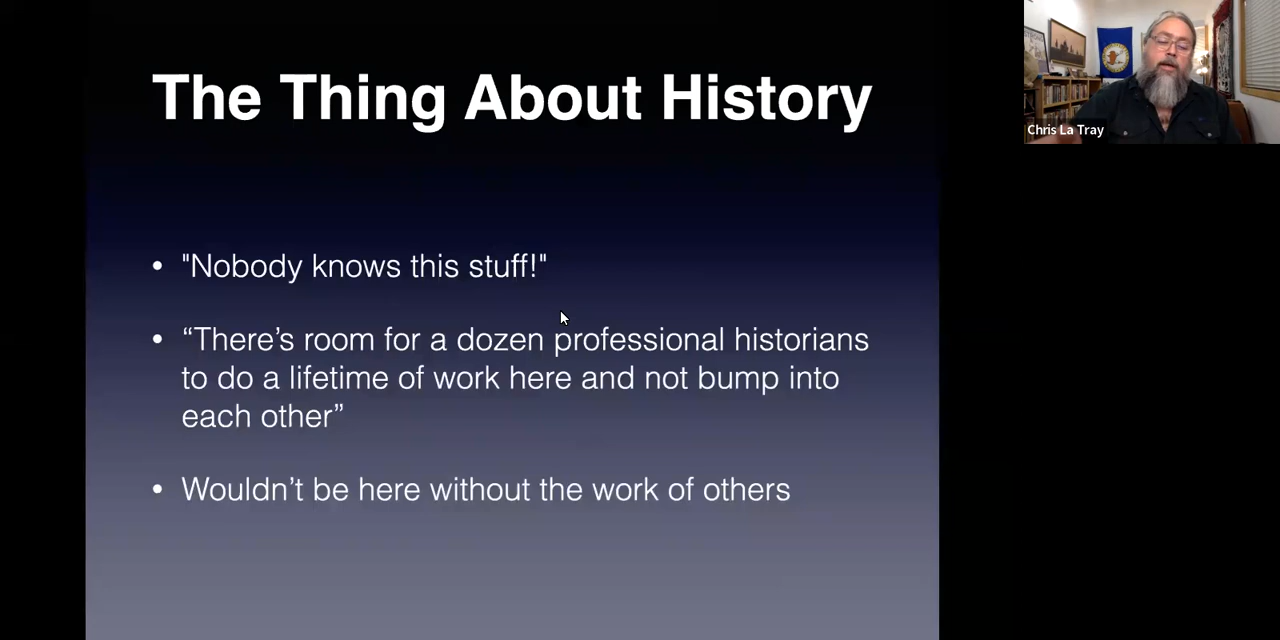 The Thing About History
• "Nobody knows this stuff!"
• “There’s room for a dozen professional historians
to do a lifetime of work here and not bump into
each other”
• Wouldn’t be here without the work of others
Chris La Tray